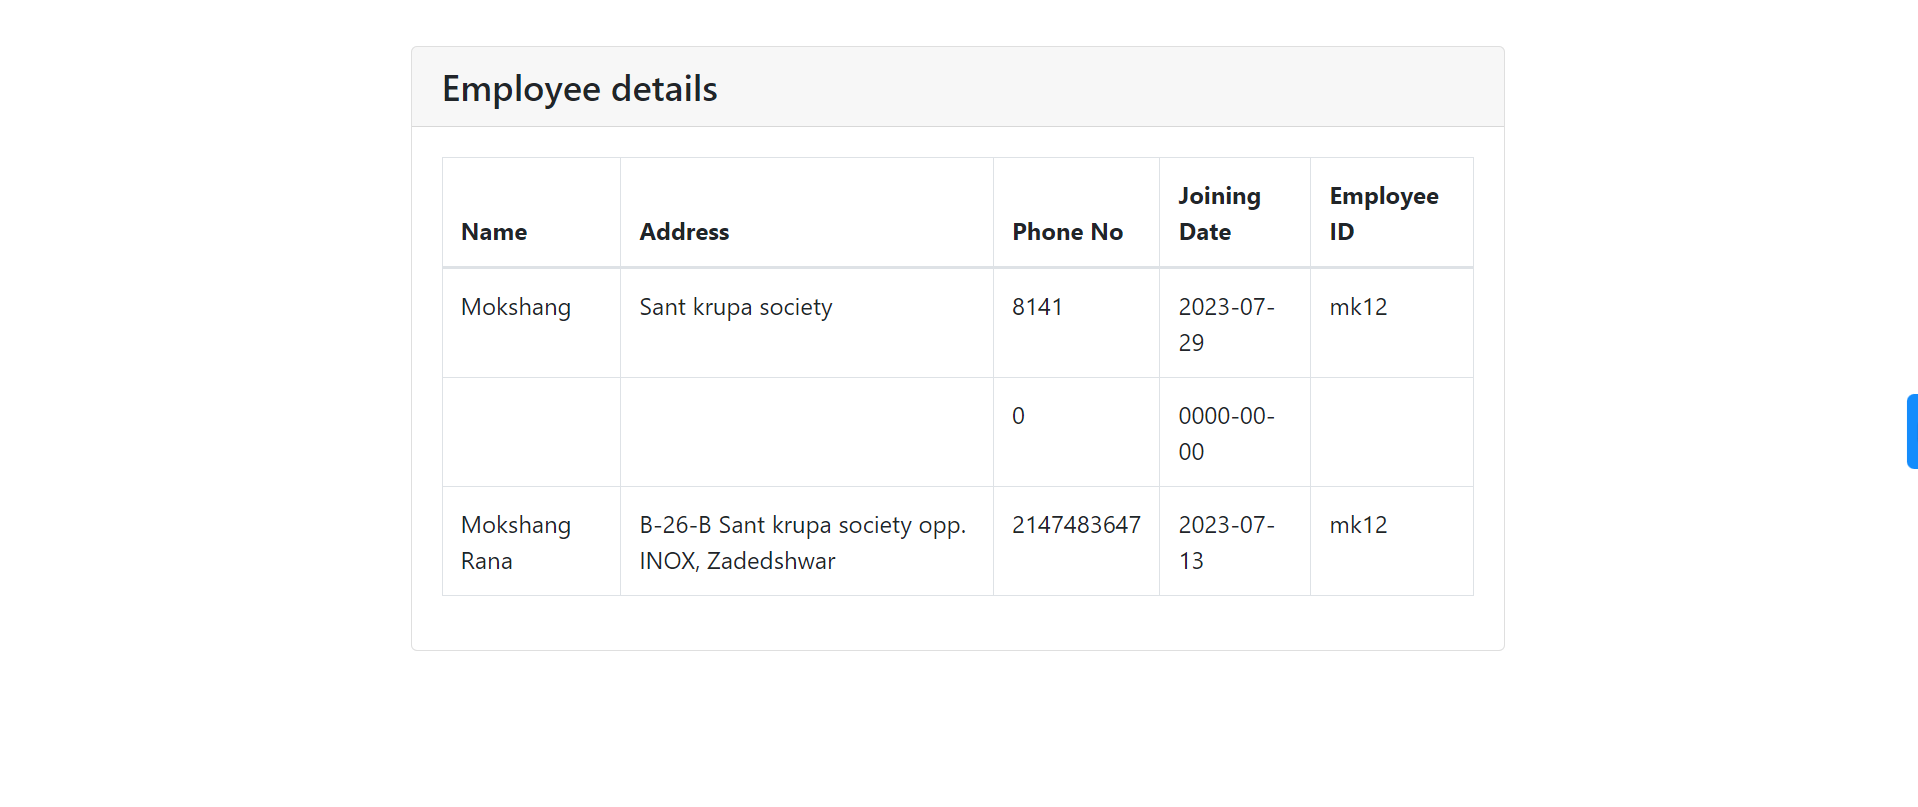 Employee details
Name Address Phone No Joining Date Employee ID
Mokshang Sant krupa society 8141 2023-07-29 mk12
0 0000-00-00
Mokshang Rana B-26-B Sant krupa society opp. INOX, Zadedshwar 2147483647 2023-07-13 mk12